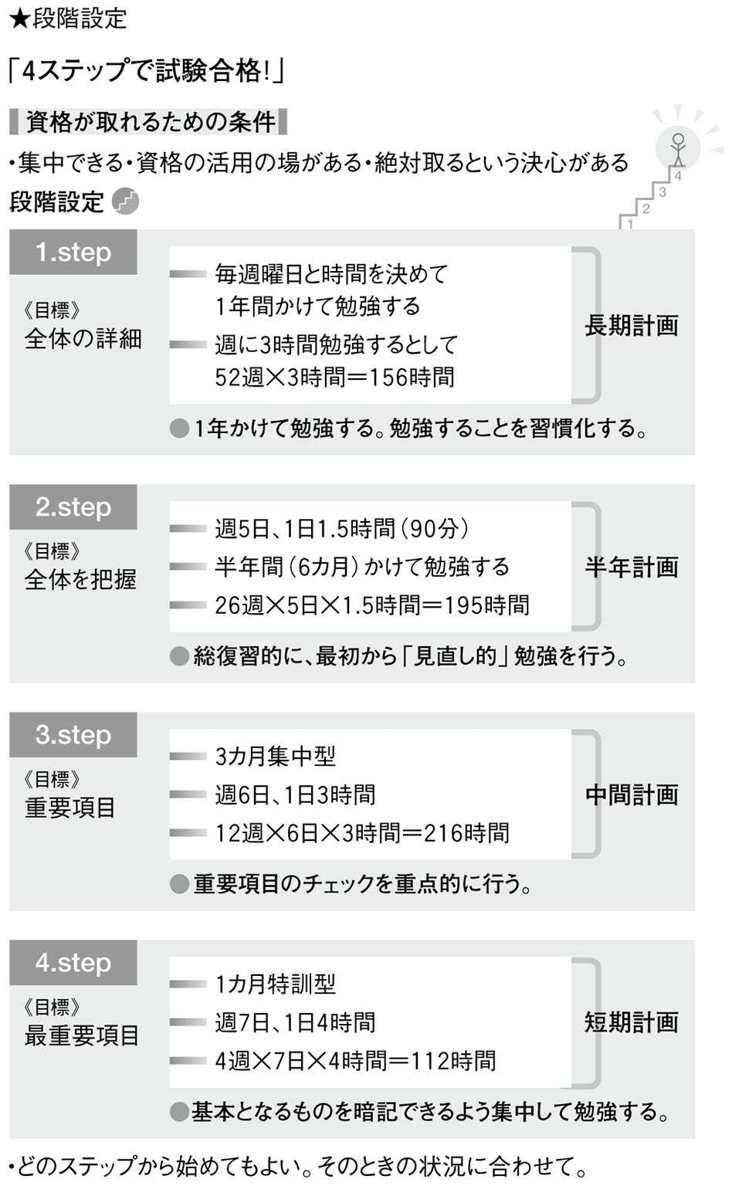 ★段階設定
「4ステップで試験合格!」
資格が取れるための条件
・集中できる・資格の活用の場がある・絶対取るという決心がある
段階設定
1
2
3
4
1.step
《目標》
全体の詳細
毎週曜日と時間を決めて
1年間かけて勉強する
週に3時間勉強するとして
52週×3時間＝156時間
長期計画
●1年かけて勉強する。勉強することを習慣化する。
2.step
《目標》
全体を把握
週5日、1日1.5時間（90分）
半年間（6カ月）かけて勉強する
26週×5日×1.5時間＝195時間
半年計画
●総復習的に、最初から「見直し的」勉強を行う。
3.step
《目標》
重要項目
3カ月集中型
週6日、1日3時間
12週×6日×3時間＝216時間
中間計画
●重要項目のチェックを重点的に行う。
4.step
《目標》
最重要項目
1カ月特訓型
週7日、1日4時間
4週×7日×4時間＝112時間
短期計画
●基本となるものを暗記できるよう集中して勉強する。
・どのステップから始めてもよい。そのときの状況に合わせて。